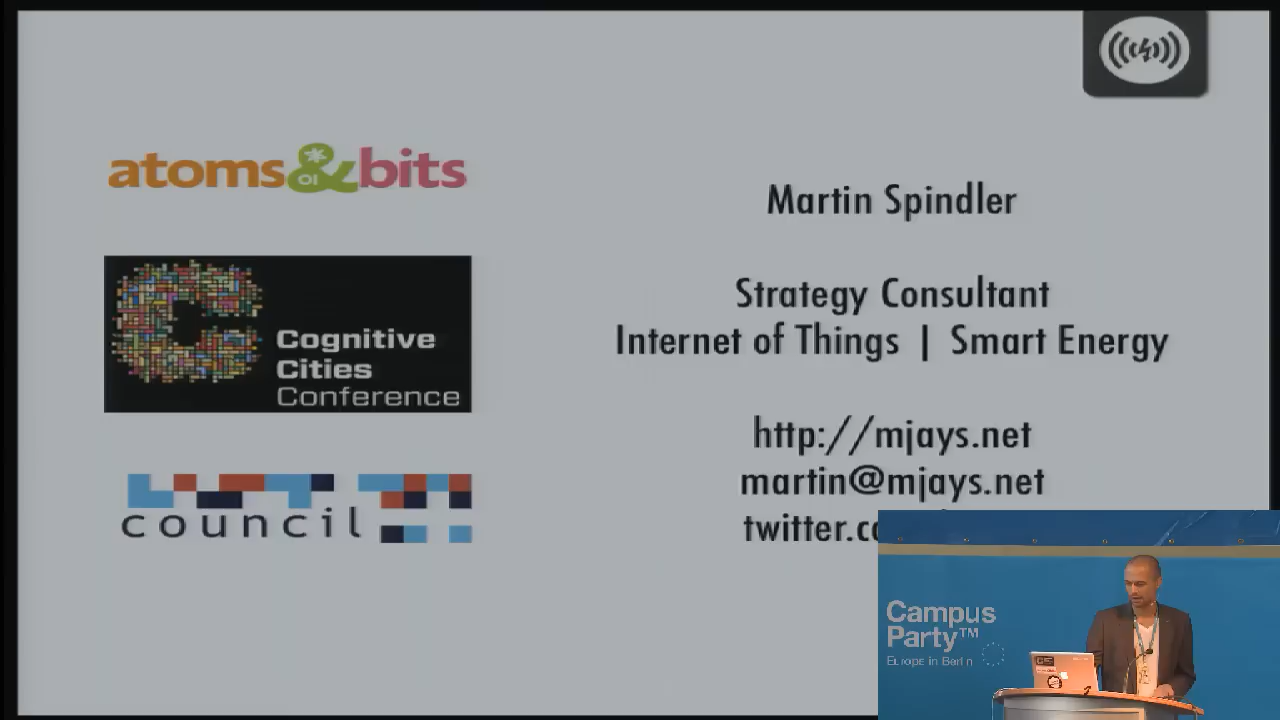 atoms&bits
Cognitive
Cities
Conference
council
Martin Spindler
Strategy Consultant
Internet of Things | Smart Energy
http://mjays.net
martin@mjays.net
Campus
Party™
Europe in Berlin